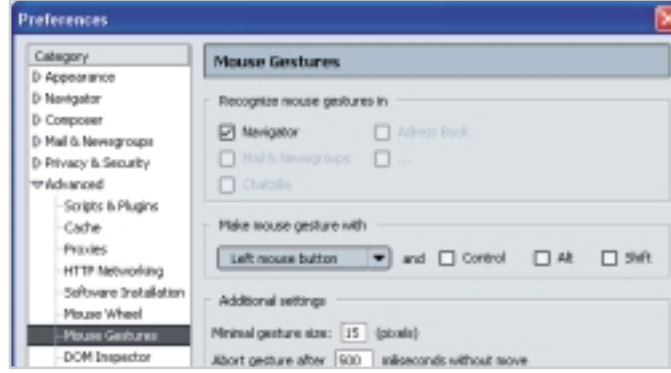 Preferences
Category
Appearance
Navigator
Composer
Mail & Newsgroups
Privacy & Security
Advanced
Scripts & Plugins
Cache
Proxies
HTTP Networking
Software Installation
Mouse Wheel
Mouse Gestures
DOM Inspector
Mouse Gestures
Recognize mouse gestures in
Navigator
Adress Book
Mail & Newsgroups
...
Chatzilla
Make mouse gesture with
Left mouse button and Control Alt Shift
Additional settings
Minimal gesture size: 15 (pixels)
Abort gesture after 500 miliseconds without move